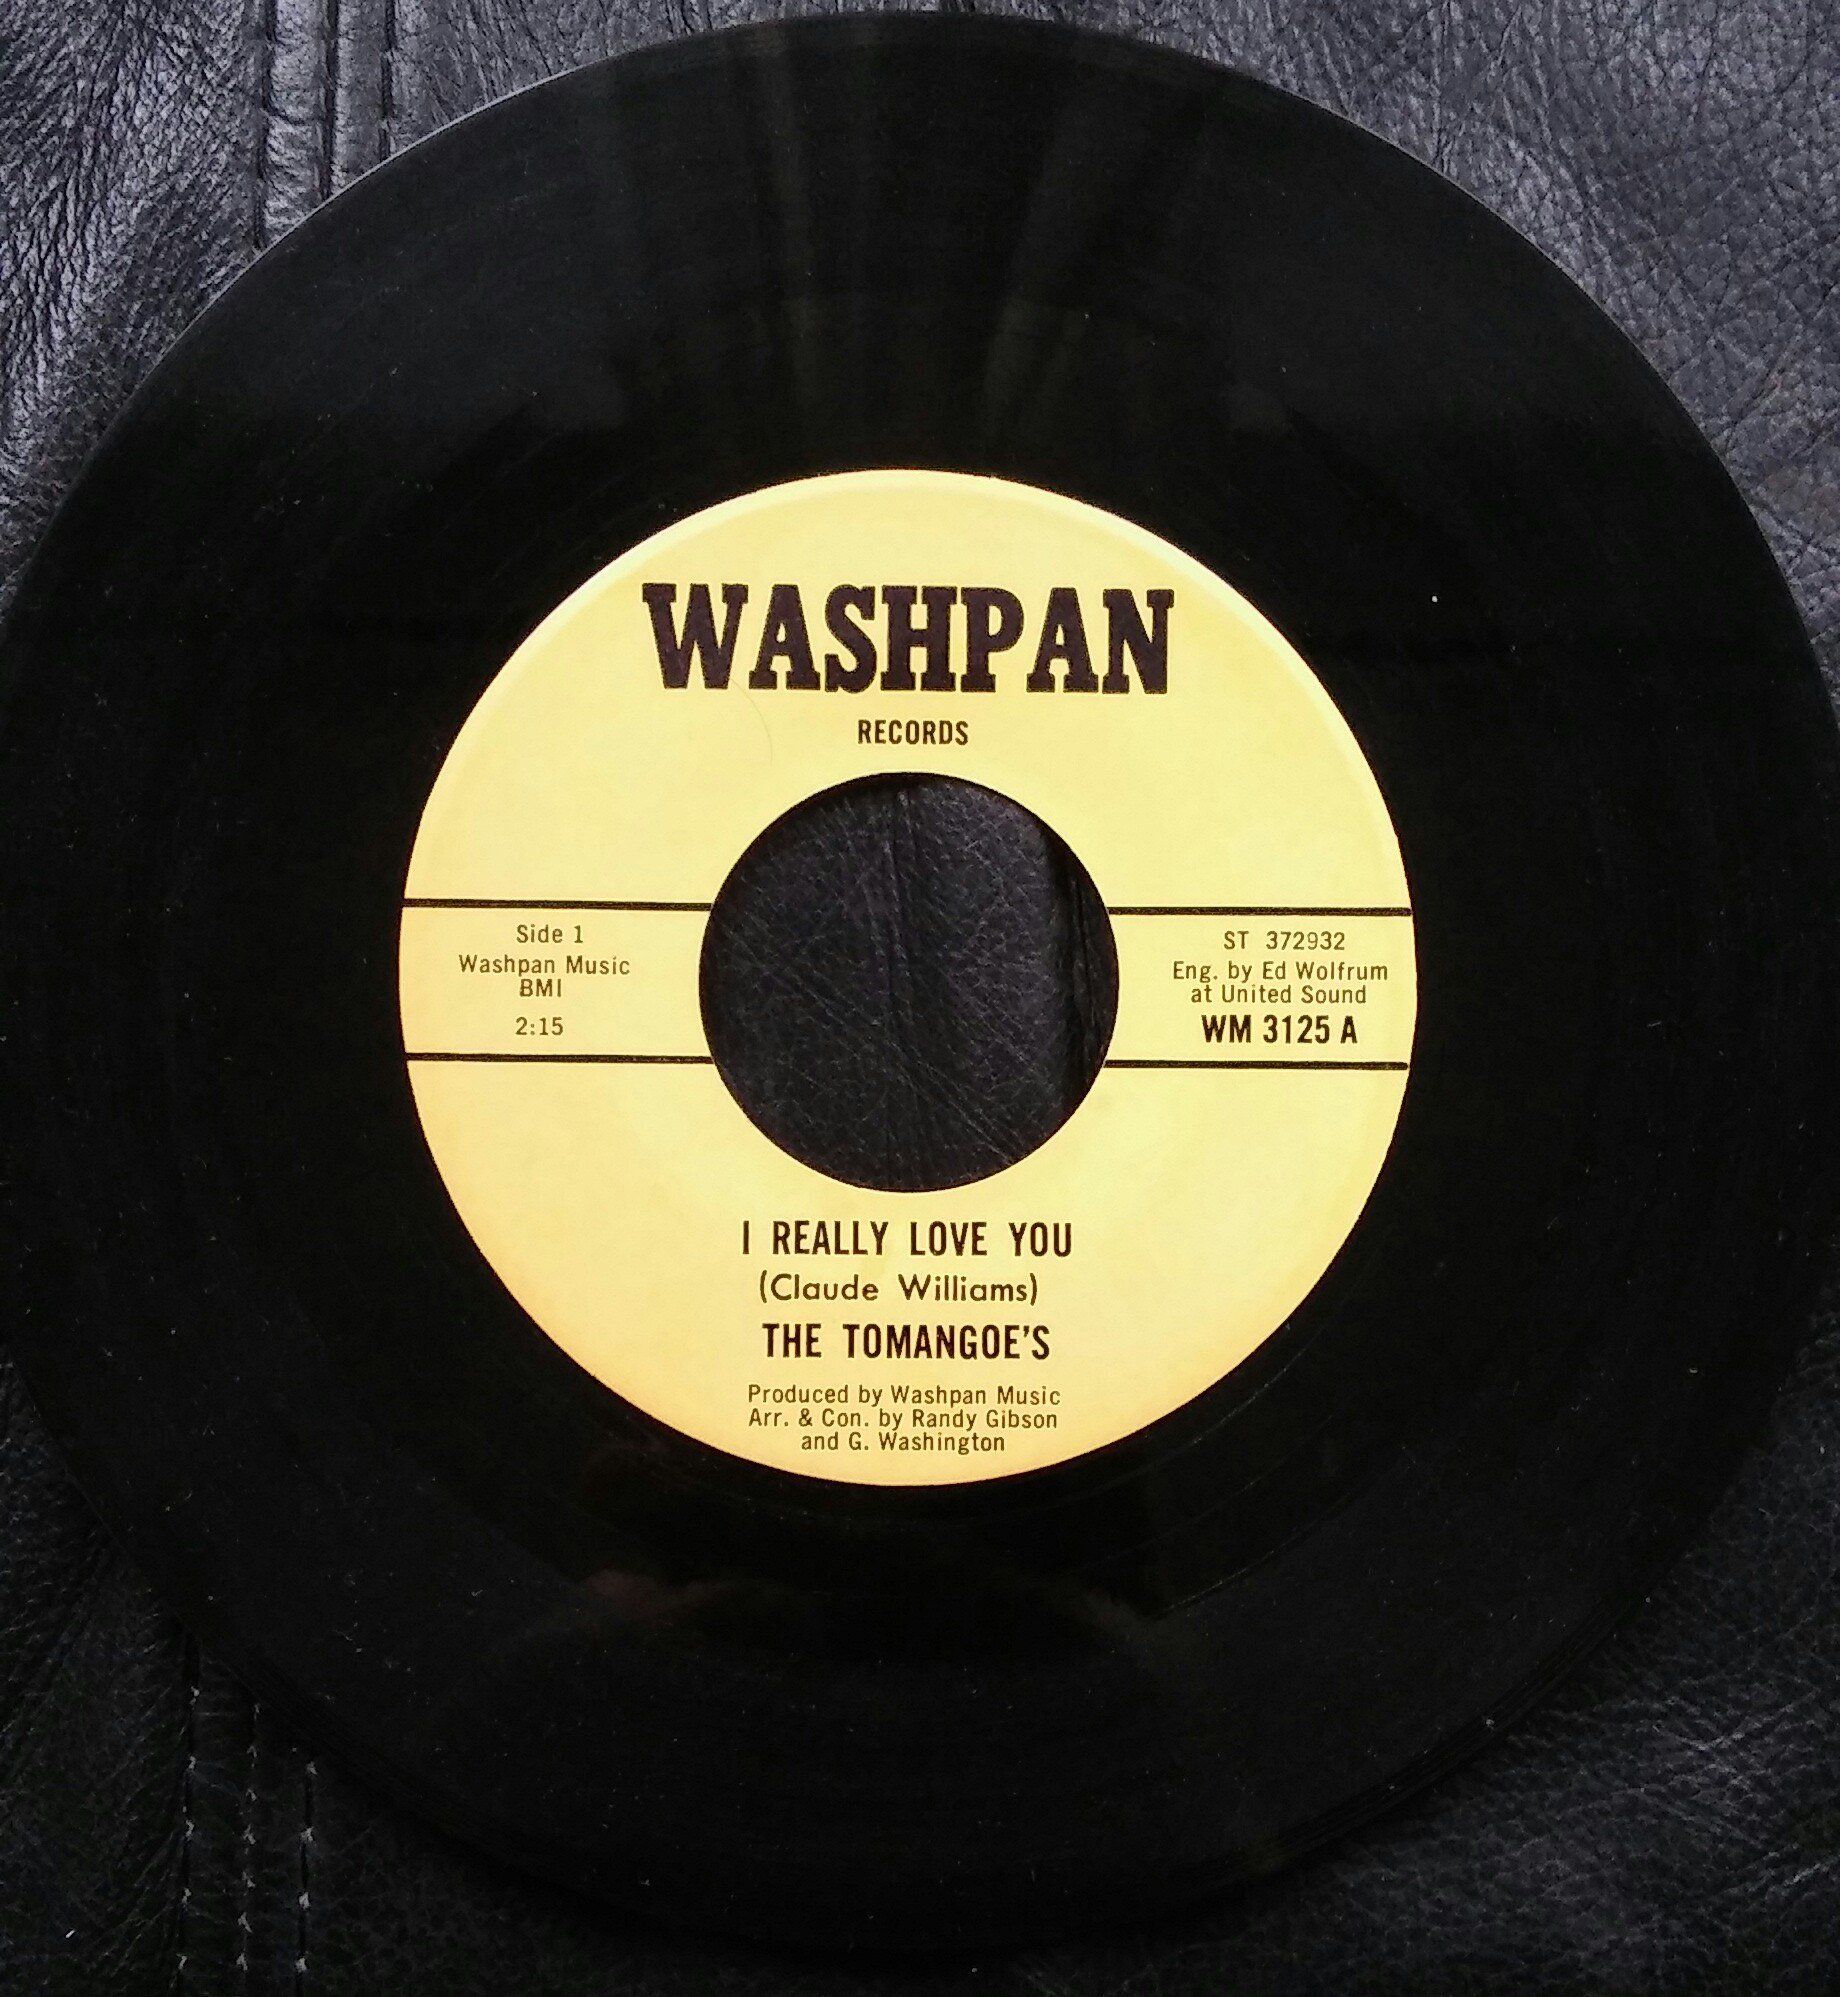 WASHPAN
RECORDS
Side 1
Washpan Music
BMI
2:15
ST 372932
Eng. by Ed Wolfrum
at United Sound
WM 3125 A
I REALLY LOVE YOU
(Claude Williams)
THE TOMANGOE'S
Produced by Washpan Music
Arr. & Con. by Randy Gibson
and G. Washington